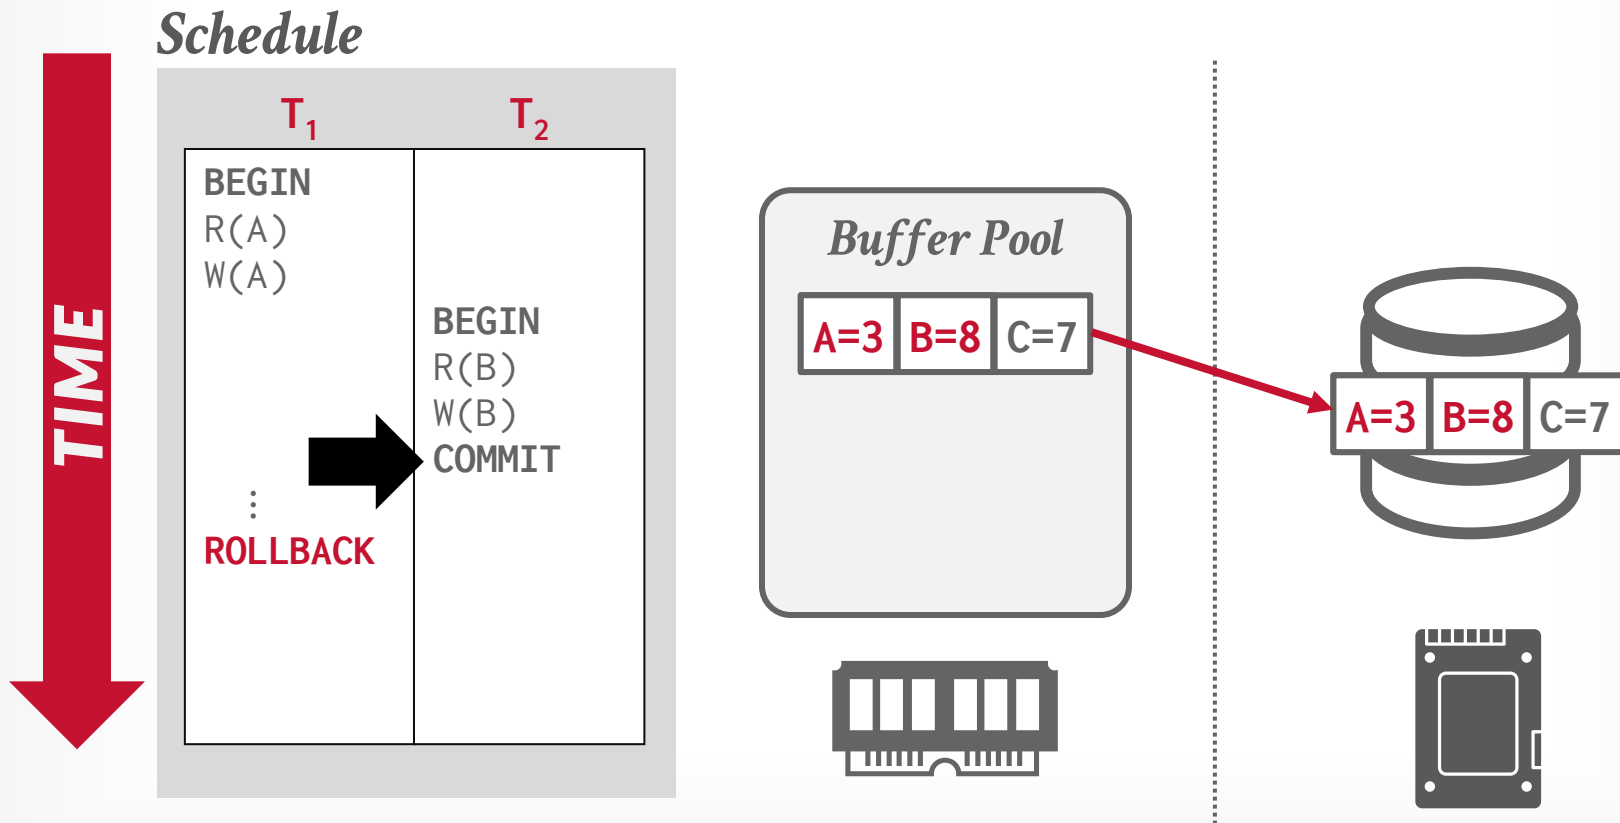 Schedule
TIME
T₁ T₂
BEGIN
R(A)
W(A)
BEGIN
R(B)
W(B)
COMMIT
⋮
ROLLBACK
Buffer Pool
A=3 B=8 C=7
A=3 B=8 C=7